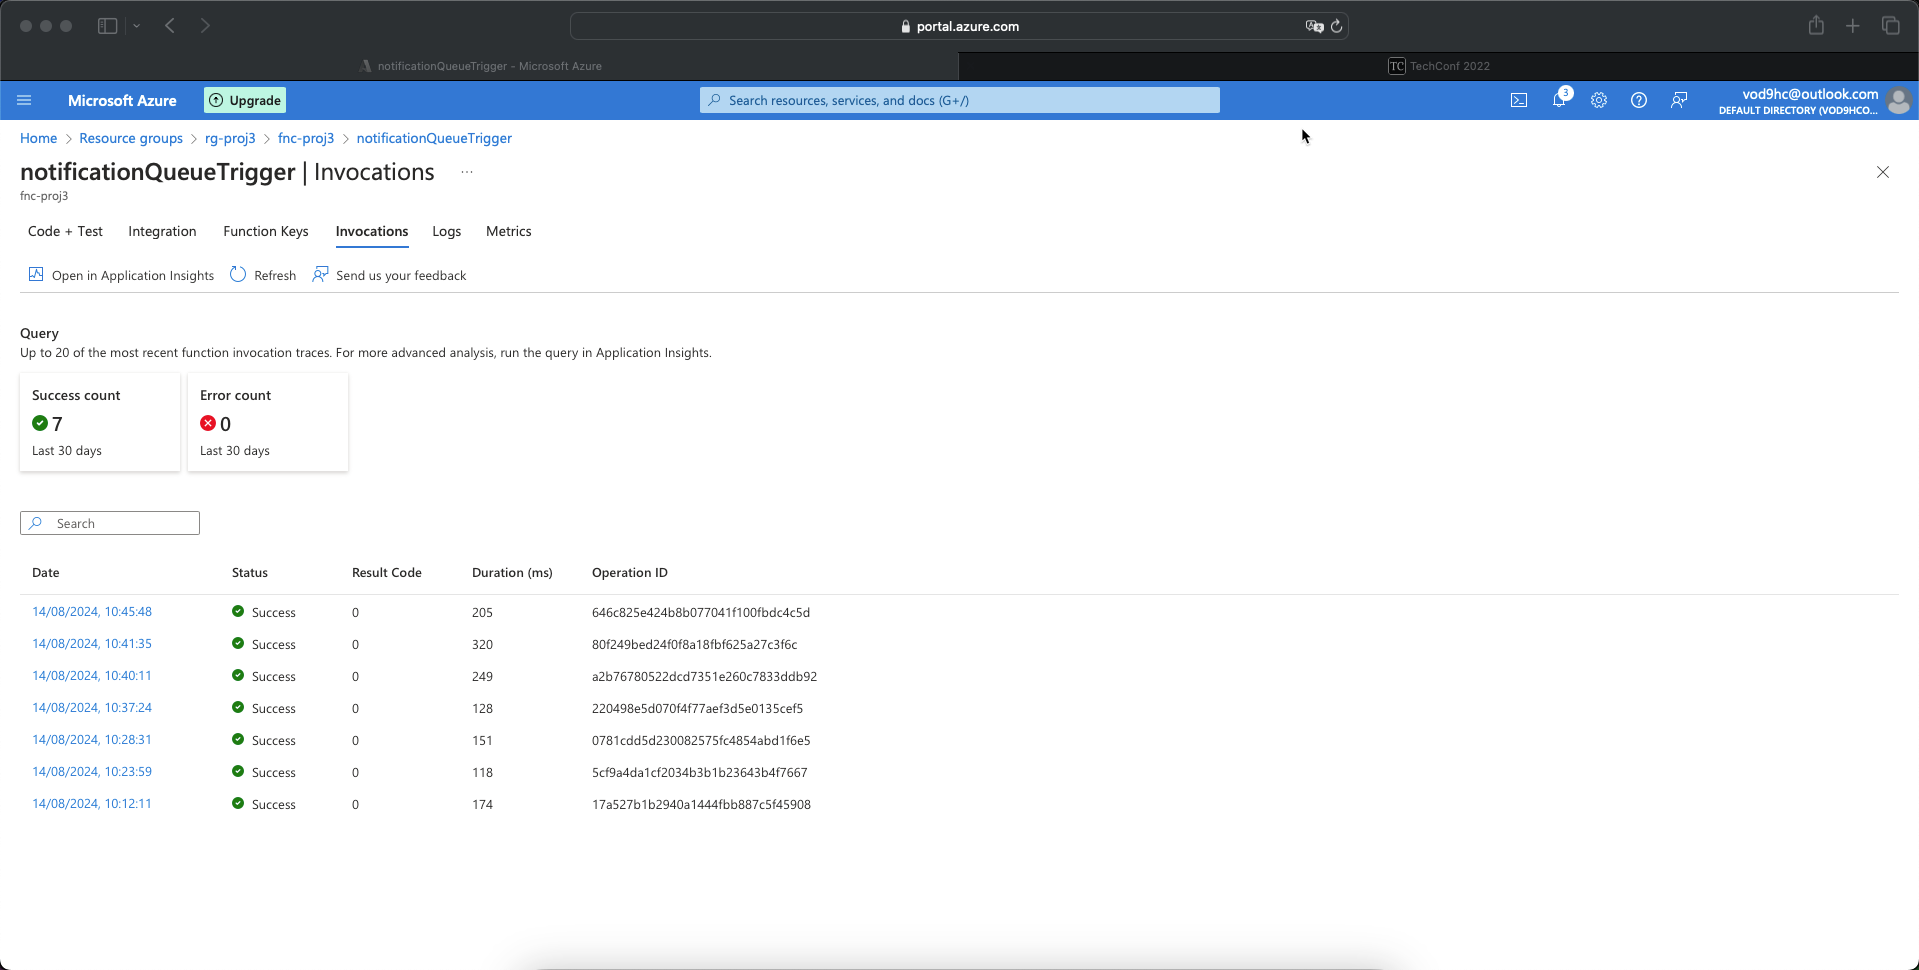 portal.azure.com
notificationQueueTrigger - Microsoft Azure
TC TechConf 2022
Microsoft Azure
Upgrade
Search resources, services, and docs (G+/)
3
vod9hc@outlook.com
DEFAULT DIRECTORY (VOD9HCO...
Home > Resource groups > rg-proj3 > fnc-proj3 > notificationQueueTrigger
notificationQueueTrigger | Invocations ...
fnc-proj3
Code + Test Integration Function Keys Invocations Logs Metrics
Open in Application Insights Refresh Send us your feedback
Query
Up to 20 of the most recent function invocation traces. For more advanced analysis, run the query in Application Insights.
Success count Error count
7 0
Last 30 days Last 30 days
Search
Date Status Result Code Duration (ms) Operation ID
14/08/2024, 10:45:48 Success 0 205 646c825e424b8b077041f100fbdc4c5d
14/08/2024, 10:41:35 Success 0 320 80f249bed24f0f8a18fbf625a27c3f6c
14/08/2024, 10:40:11 Success 0 249 a2b76780522dcd7351e260c7833ddb92
14/08/2024, 10:37:24 Success 0 128 220498e5d070f4f77aef3d5e0135cef5
14/08/2024, 10:28:31 Success 0 151 0781cdd5d230082575fc4854abd1f6e5
14/08/2024, 10:23:59 Success 0 118 5cf9a4da1cf2034b3b1b23643b4f7667
14/08/2024, 10:12:11 Success 0 174 17a527b1b2940a1444fbb887c5f45908